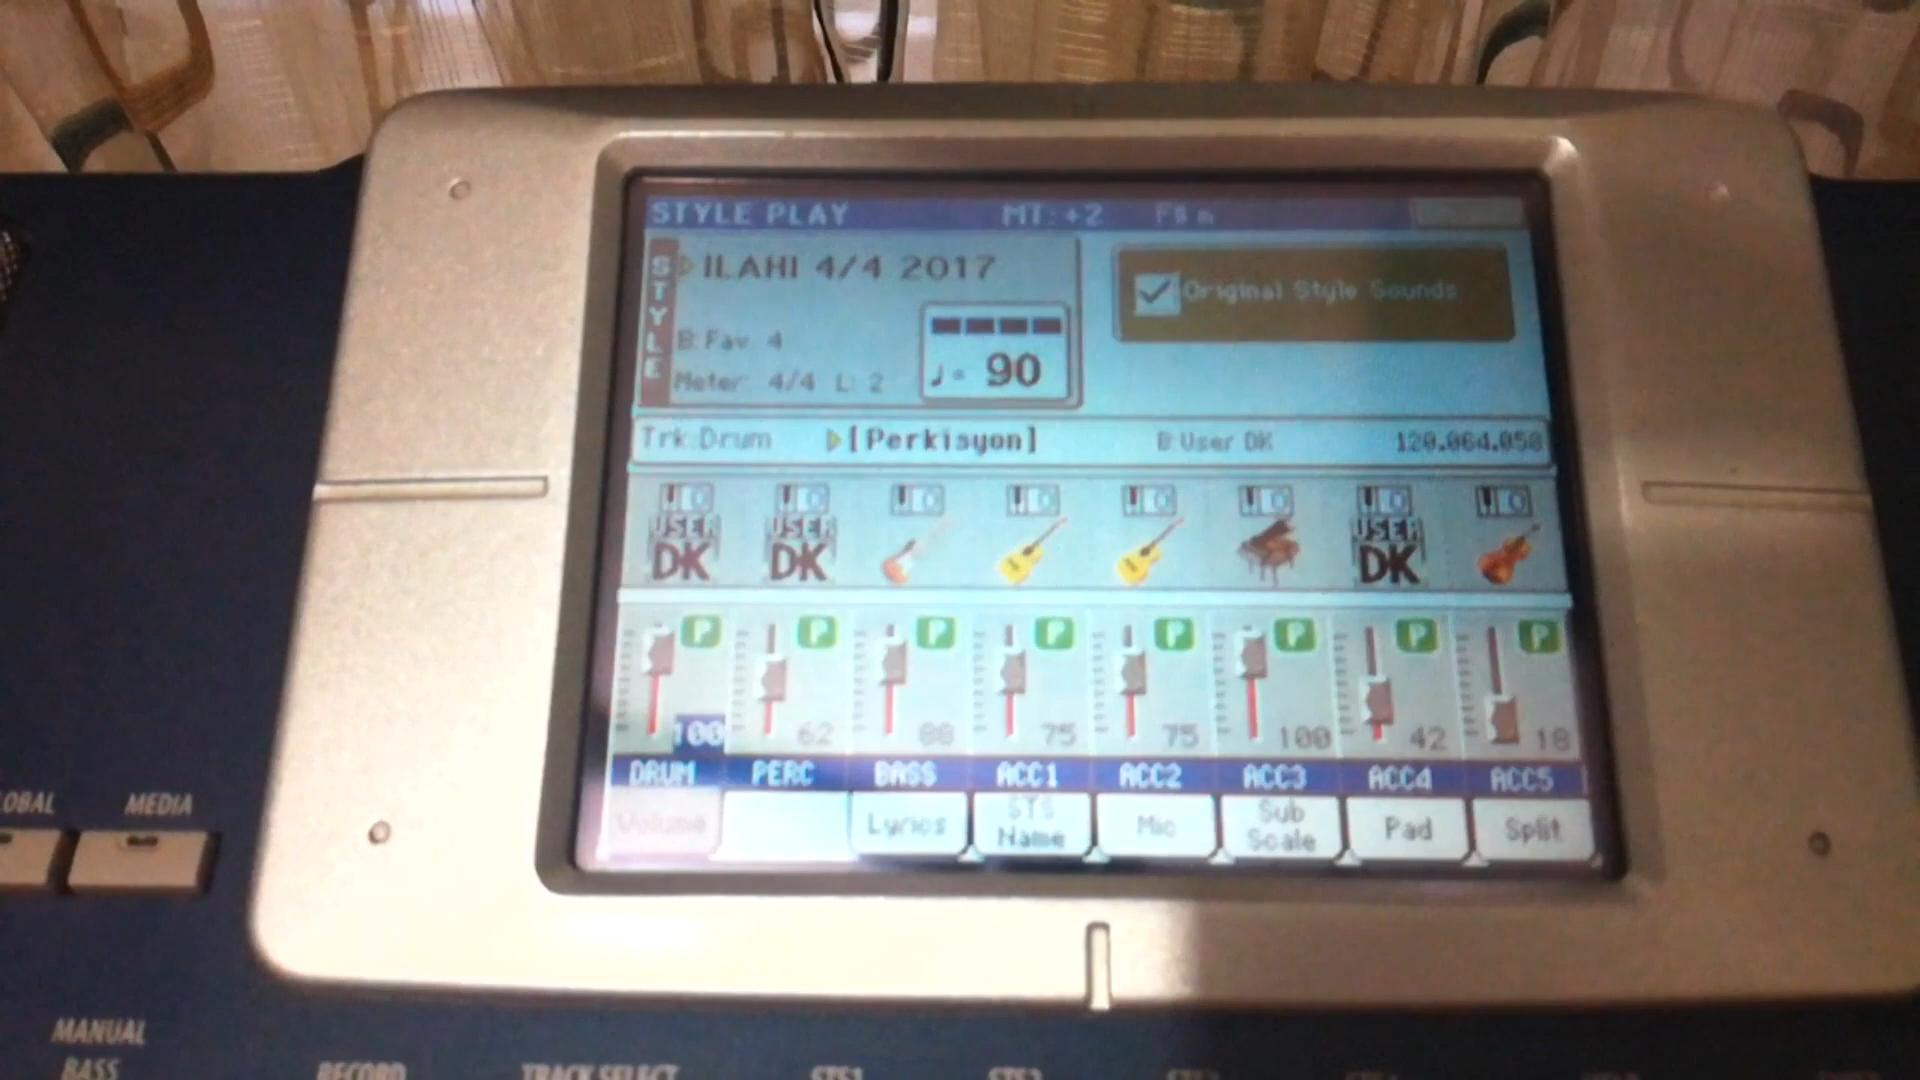 STYLE PLAY MT: +2 F# m
STYLE
ILAHI 4/4 2017
Original Style Sounds
B:Fav. 4
Meter: 4/4 L: 2
♩= 90
Trk:Drum [Perkisyon] B:User DK 120.064.050
USER DK USER DK USER DK
P P P P P P P P
100 62 80 75 75 100 42 18
DRUM PERC BASS ACC1 ACC2 ACC3 ACC4 ACC5
Volume Lyrics STS Name Mic Sub Scale Pad Split
MEDIA
MANUAL
BASS
RECORD TRACK SELECT STS1 STS2